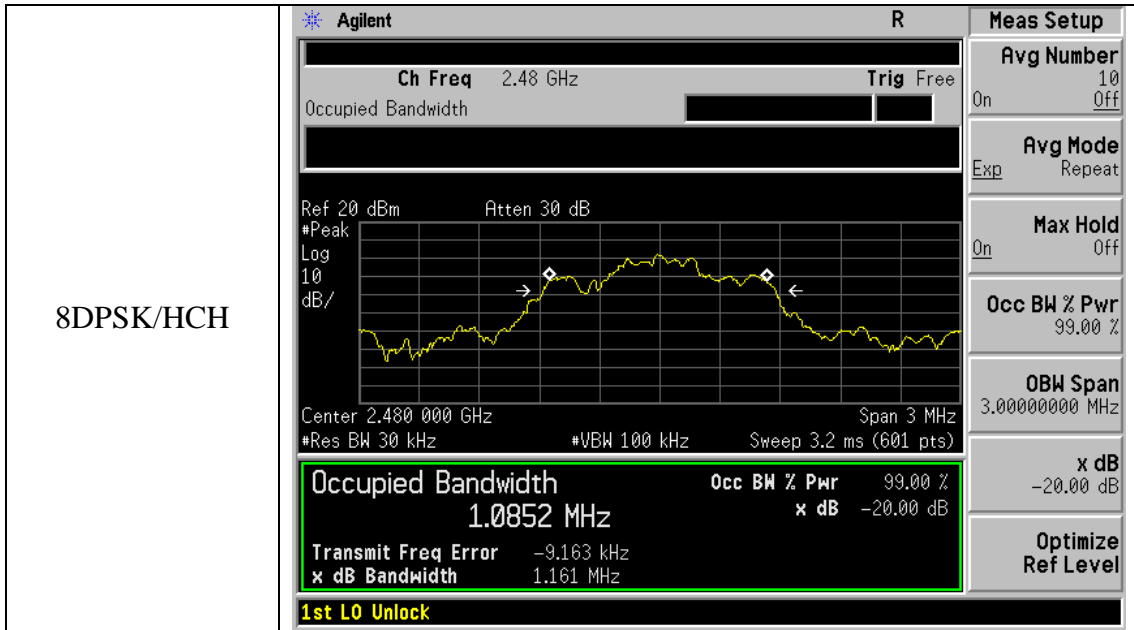 8DPSK/HCH
Agilent R
Ch Freq 2.48 GHz Trig Free
Occupied Bandwidth
Ref 20 dBm Atten 30 dB
#Peak
Log
10
dB/
Center 2.480 000 GHz Span 3 MHz
#Res BW 30 kHz #VBW 100 kHz Sweep 3.2 ms (601 pts)
Occupied Bandwidth Occ BW % Pwr 99.00 %
1.0852 MHz x dB -20.00 dB
Transmit Freq Error -9.163 kHz
x dB Bandwidth 1.161 MHz
1st LO Unlock
Meas Setup
Avg Number
10
On Off
Avg Mode
Exp Repeat
Max Hold
On Off
Occ BW % Pwr
99.00 %
OBW Span
3.00000000 MHz
x dB
-20.00 dB
Optimize
Ref Level